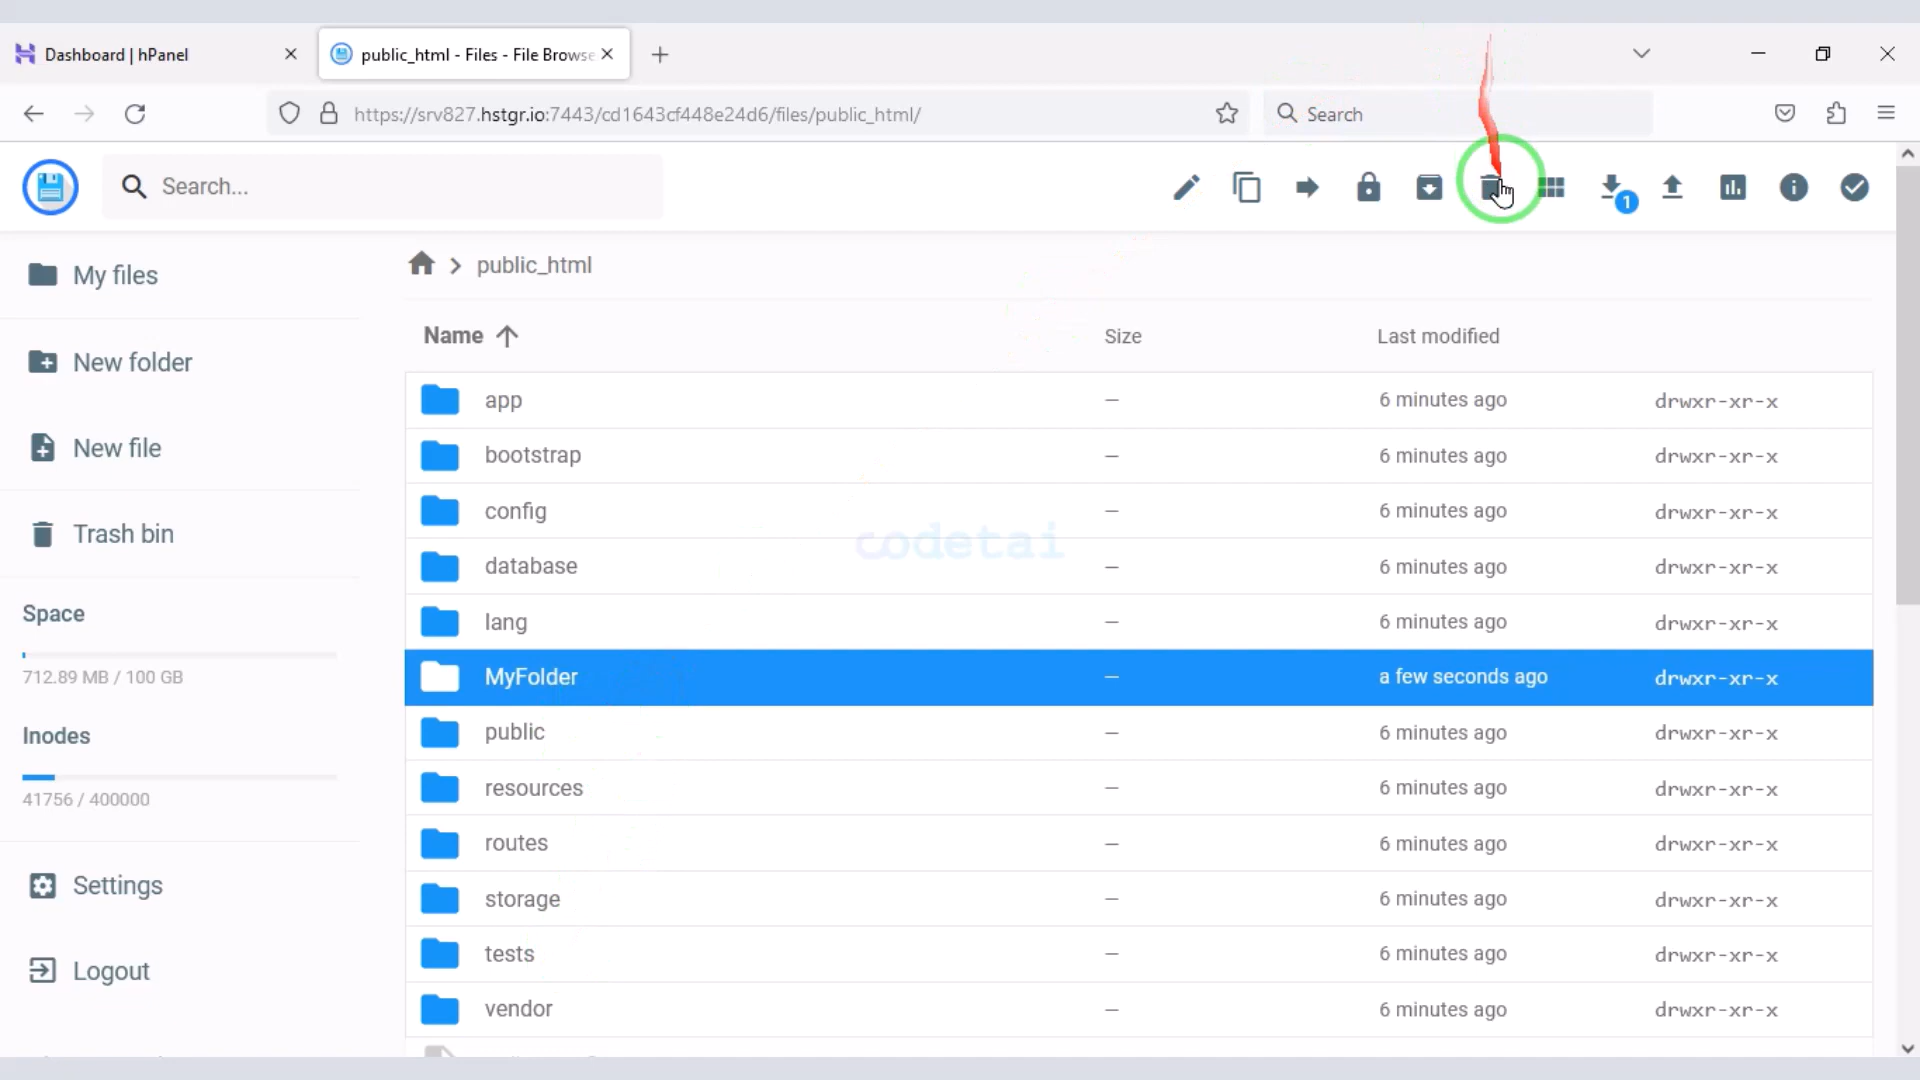 Dashboard | hPanel
public_html - Files - File Browse
https://srv827.hstgr.io:7443/cd1643cf448e24d6/files/public_html/
Search
Search...
1
My files
New folder
New file
Trash bin
Space
712.89 MB / 100 GB
Inodes
41756 / 400000
Settings
Logout
public_html
Name Size Last modified
app — 6 minutes ago drwxr-xr-x
bootstrap — 6 minutes ago drwxr-xr-x
config — 6 minutes ago drwxr-xr-x
database — 6 minutes ago drwxr-xr-x
lang — 6 minutes ago drwxr-xr-x
MyFolder — a few seconds ago drwxr-xr-x
public — 6 minutes ago drwxr-xr-x
resources — 6 minutes ago drwxr-xr-x
routes — 6 minutes ago drwxr-xr-x
storage — 6 minutes ago drwxr-xr-x
tests — 6 minutes ago drwxr-xr-x
vendor — 6 minutes ago drwxr-xr-x
codetai